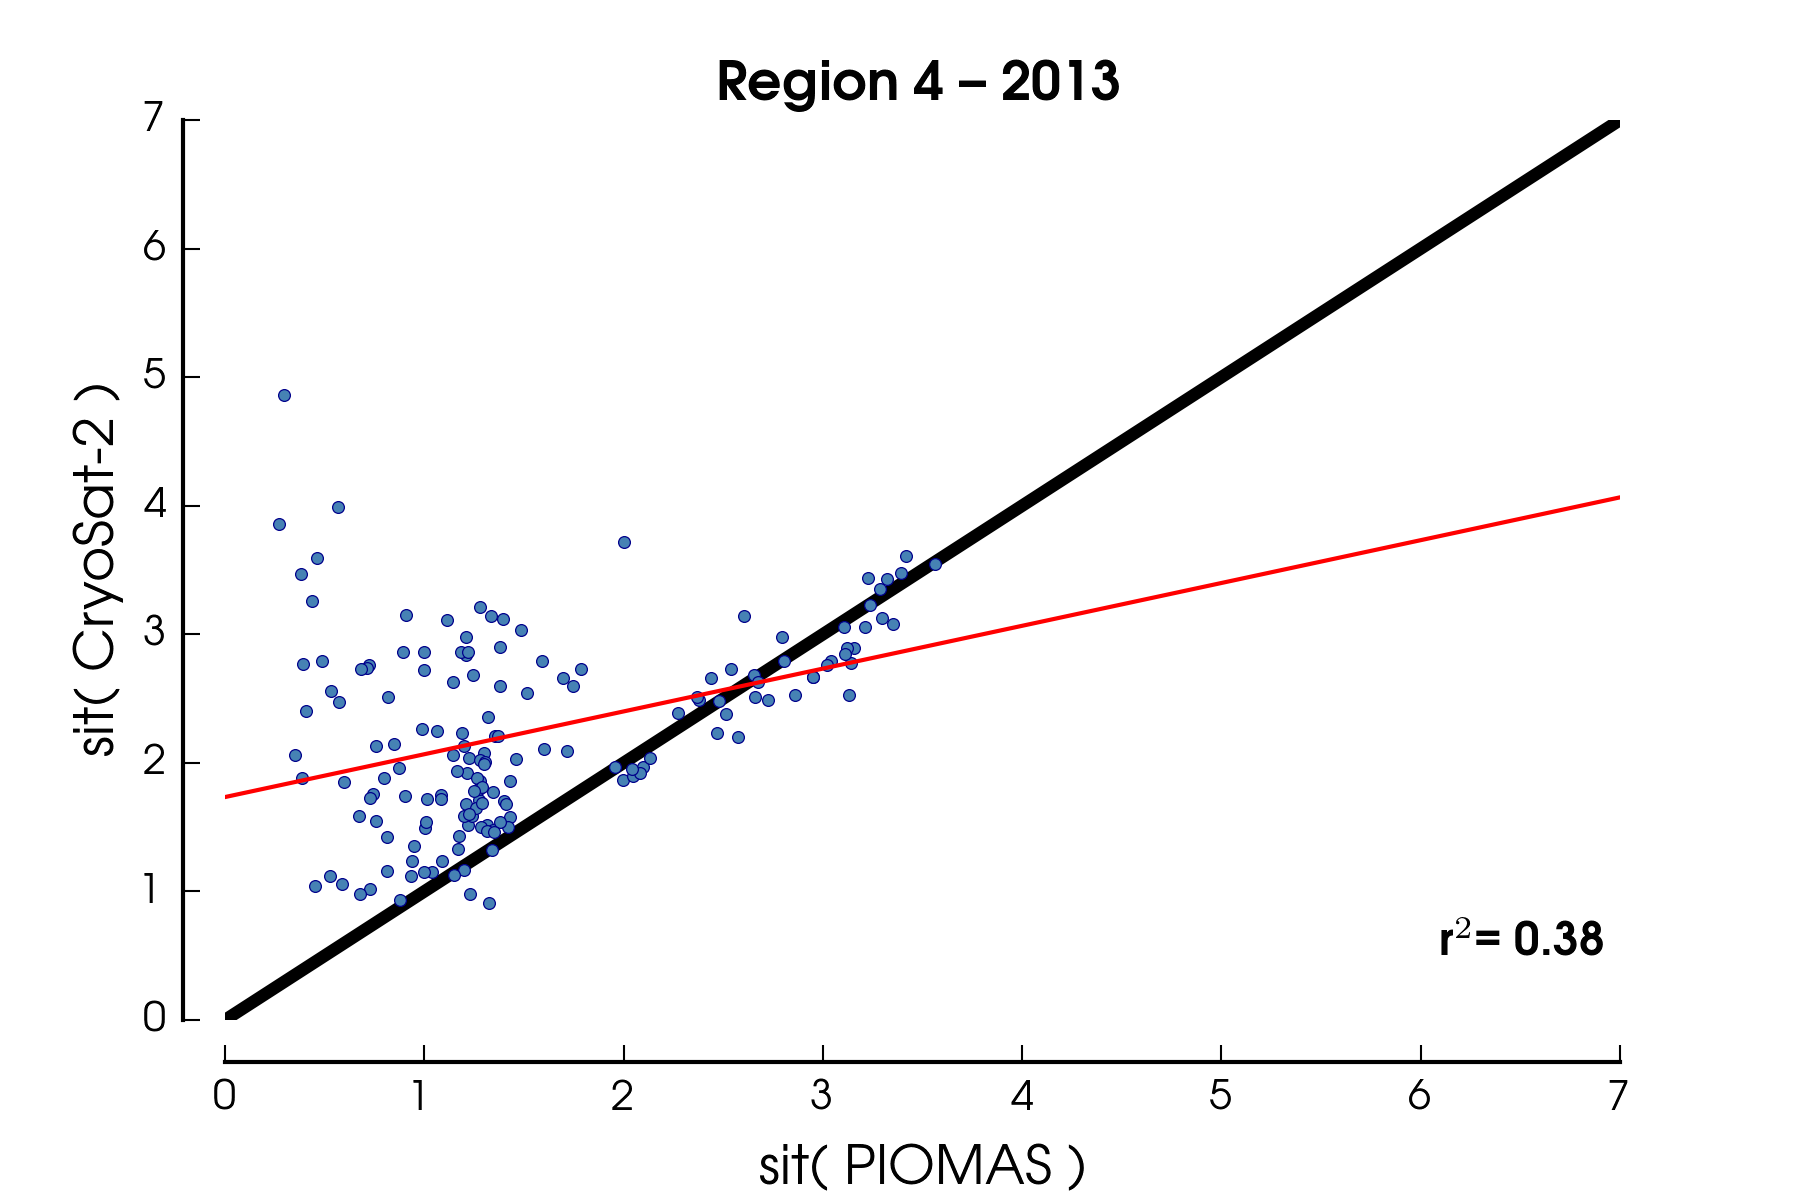 Region 4 – 2013
7
6
5
4
3
2
1
0
sit( CryoSat-2 )
r²= 0.38
0 1 2 3 4 5 6 7
sit( PIOMAS )